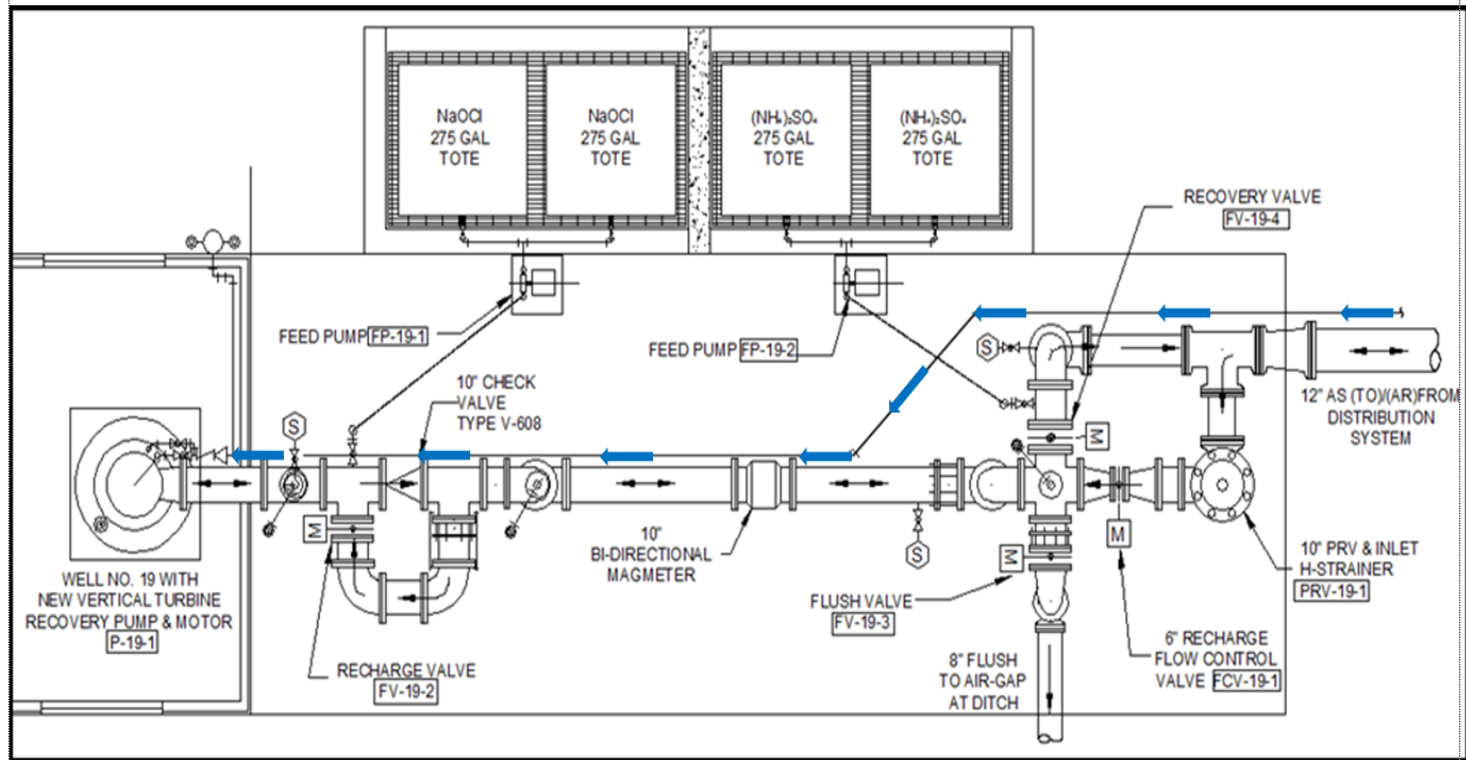 NaOCl
275 GAL
TOTE
NaOCl
275 GAL
TOTE
(NH₄)₂SO₄
275 GAL
TOTE
(NH₄)₂SO₄
275 GAL
TOTE
RECOVERY VALVE
FV-19-4
FEED PUMP FP-19-1
FEED PUMP FP-19-2
S
12" AS (TO)/(AR)FROM
DISTRIBUTION
SYSTEM
10" CHECK
VALVE
TYPE V-608
S
M
M
10"
BI-DIRECTIONAL
MAGMETER
S
M
M
WELL NO. 19 WITH
NEW VERTICAL TURBINE
RECOVERY PUMP & MOTOR
P-19-1
10" PRV & INLET
H-STRAINER
PRV-19-1
FLUSH VALVE
FV-19-3
RECHARGE VALVE
FV-19-2
8" FLUSH
TO AIR-GAP
AT DITCH
6" RECHARGE
FLOW CONTROL
VALVE FCV-19-1